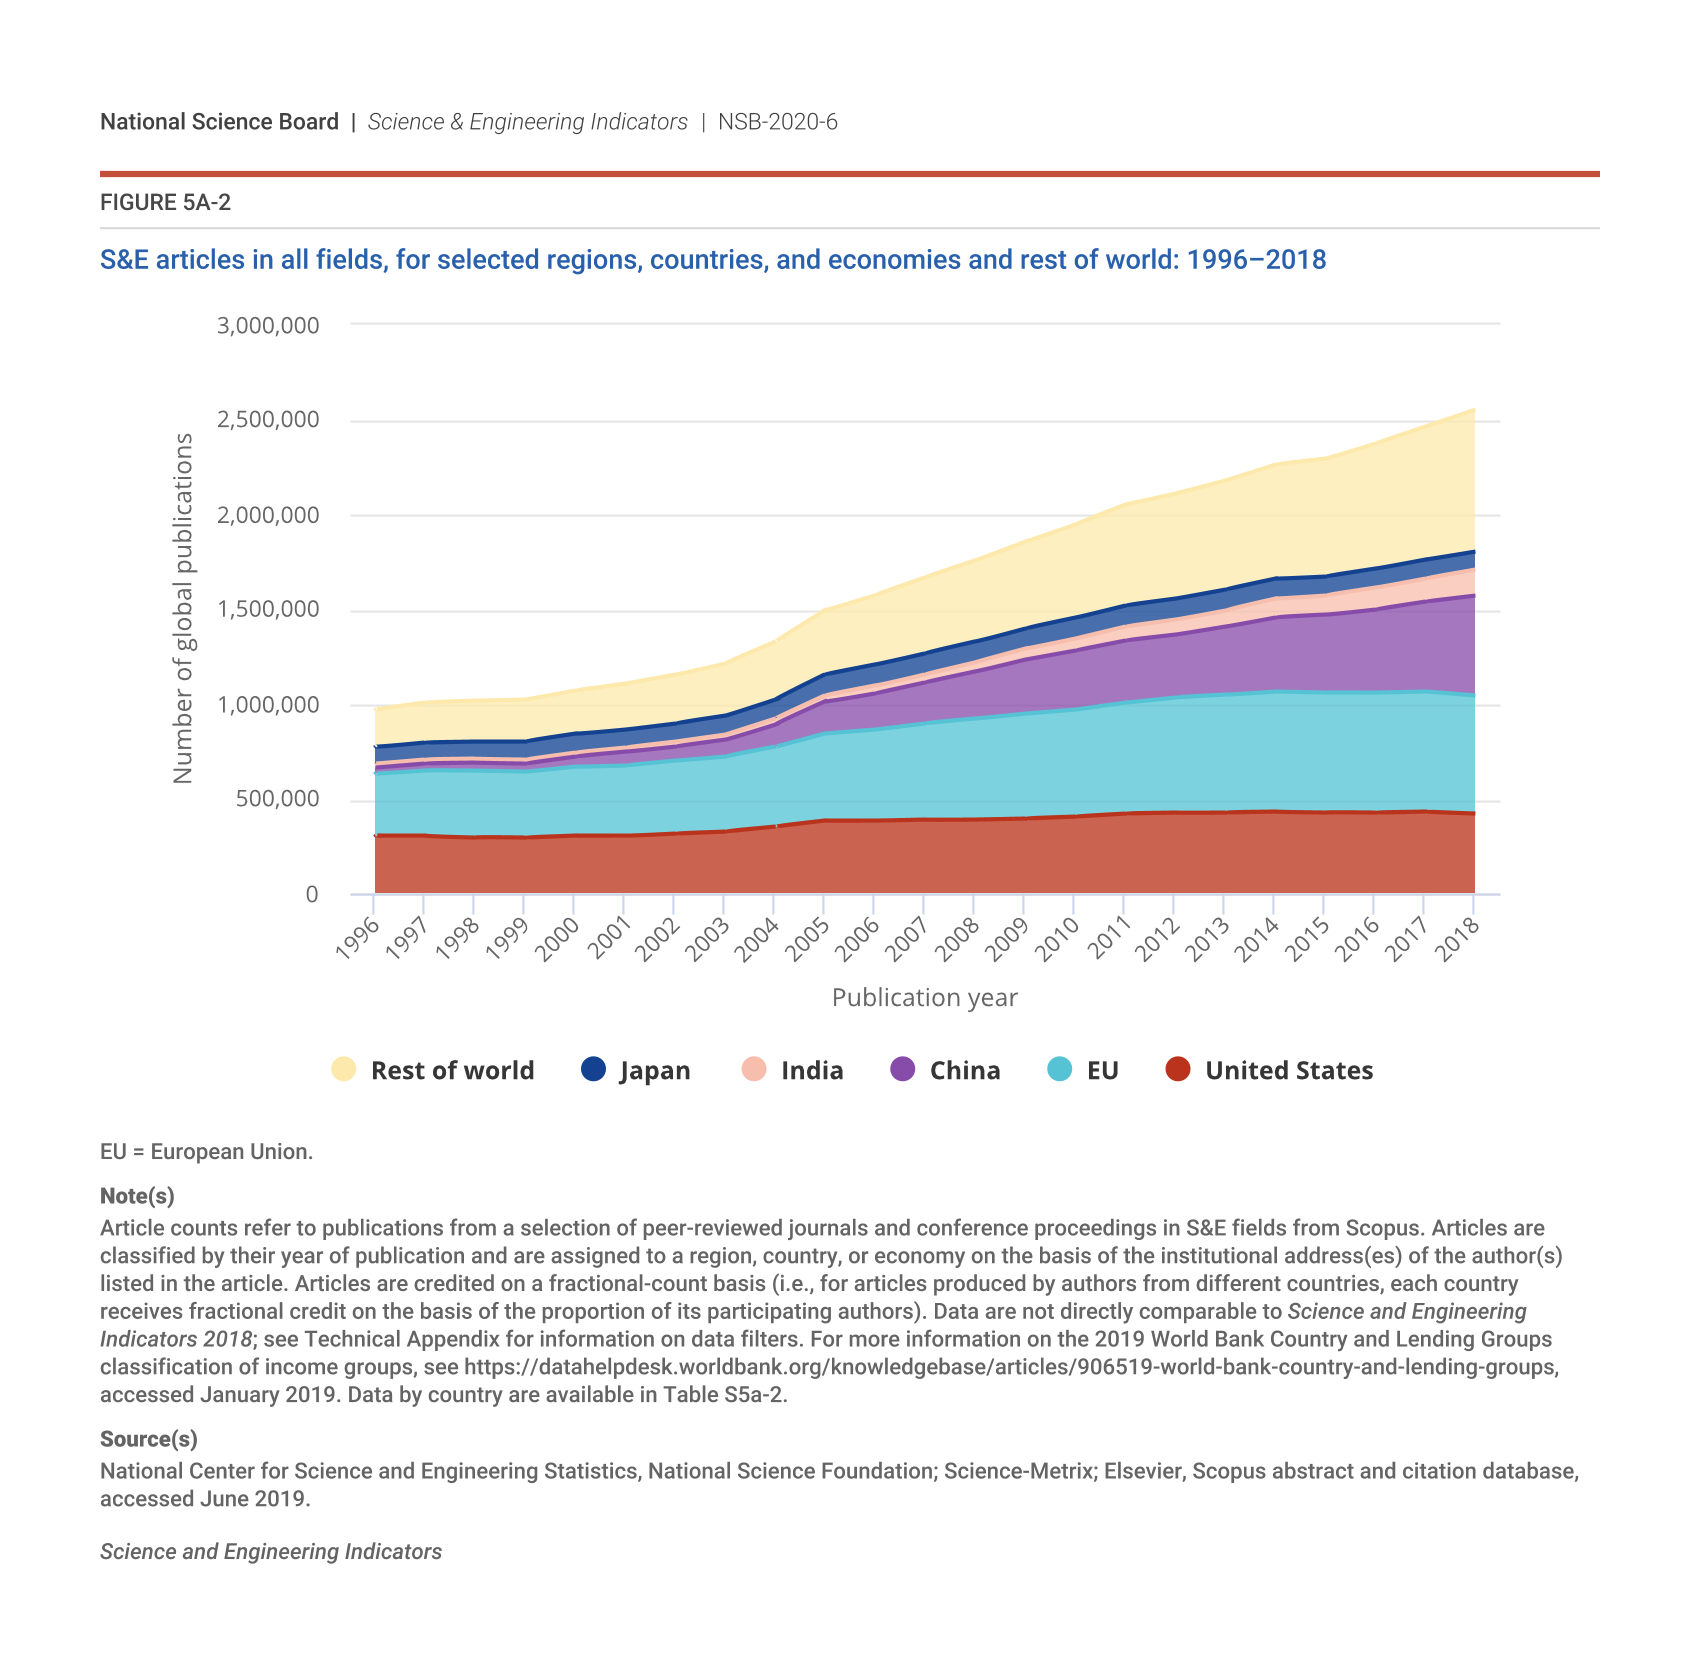 National Science Board | Science & Engineering Indicators | NSB-2020-6
FIGURE 5A-2
S&E articles in all fields, for selected regions, countries, and economies and rest of world: 1996–2018
3,000,000
2,500,000
2,000,000
1,500,000
1,000,000
500,000
0
Number of global publications
1996 1997 1998 1999 2000 2001 2002 2003 2004 2005 2006 2007 2008 2009 2010 2011 2012 2013 2014 2015 2016 2017 2018
Publication year
Rest of world Japan India China EU United States
EU = European Union.
Note(s)
Article counts refer to publications from a selection of peer-reviewed journals and conference proceedings in S&E fields from Scopus. Articles are
classified by their year of publication and are assigned to a region, country, or economy on the basis of the institutional address(es) of the author(s)
listed in the article. Articles are credited on a fractional-count basis (i.e., for articles produced by authors from different countries, each country
receives fractional credit on the basis of the proportion of its participating authors). Data are not directly comparable to Science and Engineering
Indicators 2018; see Technical Appendix for information on data filters. For more information on the 2019 World Bank Country and Lending Groups
classification of income groups, see https://datahelpdesk.worldbank.org/knowledgebase/articles/906519-world-bank-country-and-lending-groups,
accessed January 2019. Data by country are available in Table S5a-2.
Source(s)
National Center for Science and Engineering Statistics, National Science Foundation; Science-Metrix; Elsevier, Scopus abstract and citation database,
accessed June 2019.
Science and Engineering Indicators